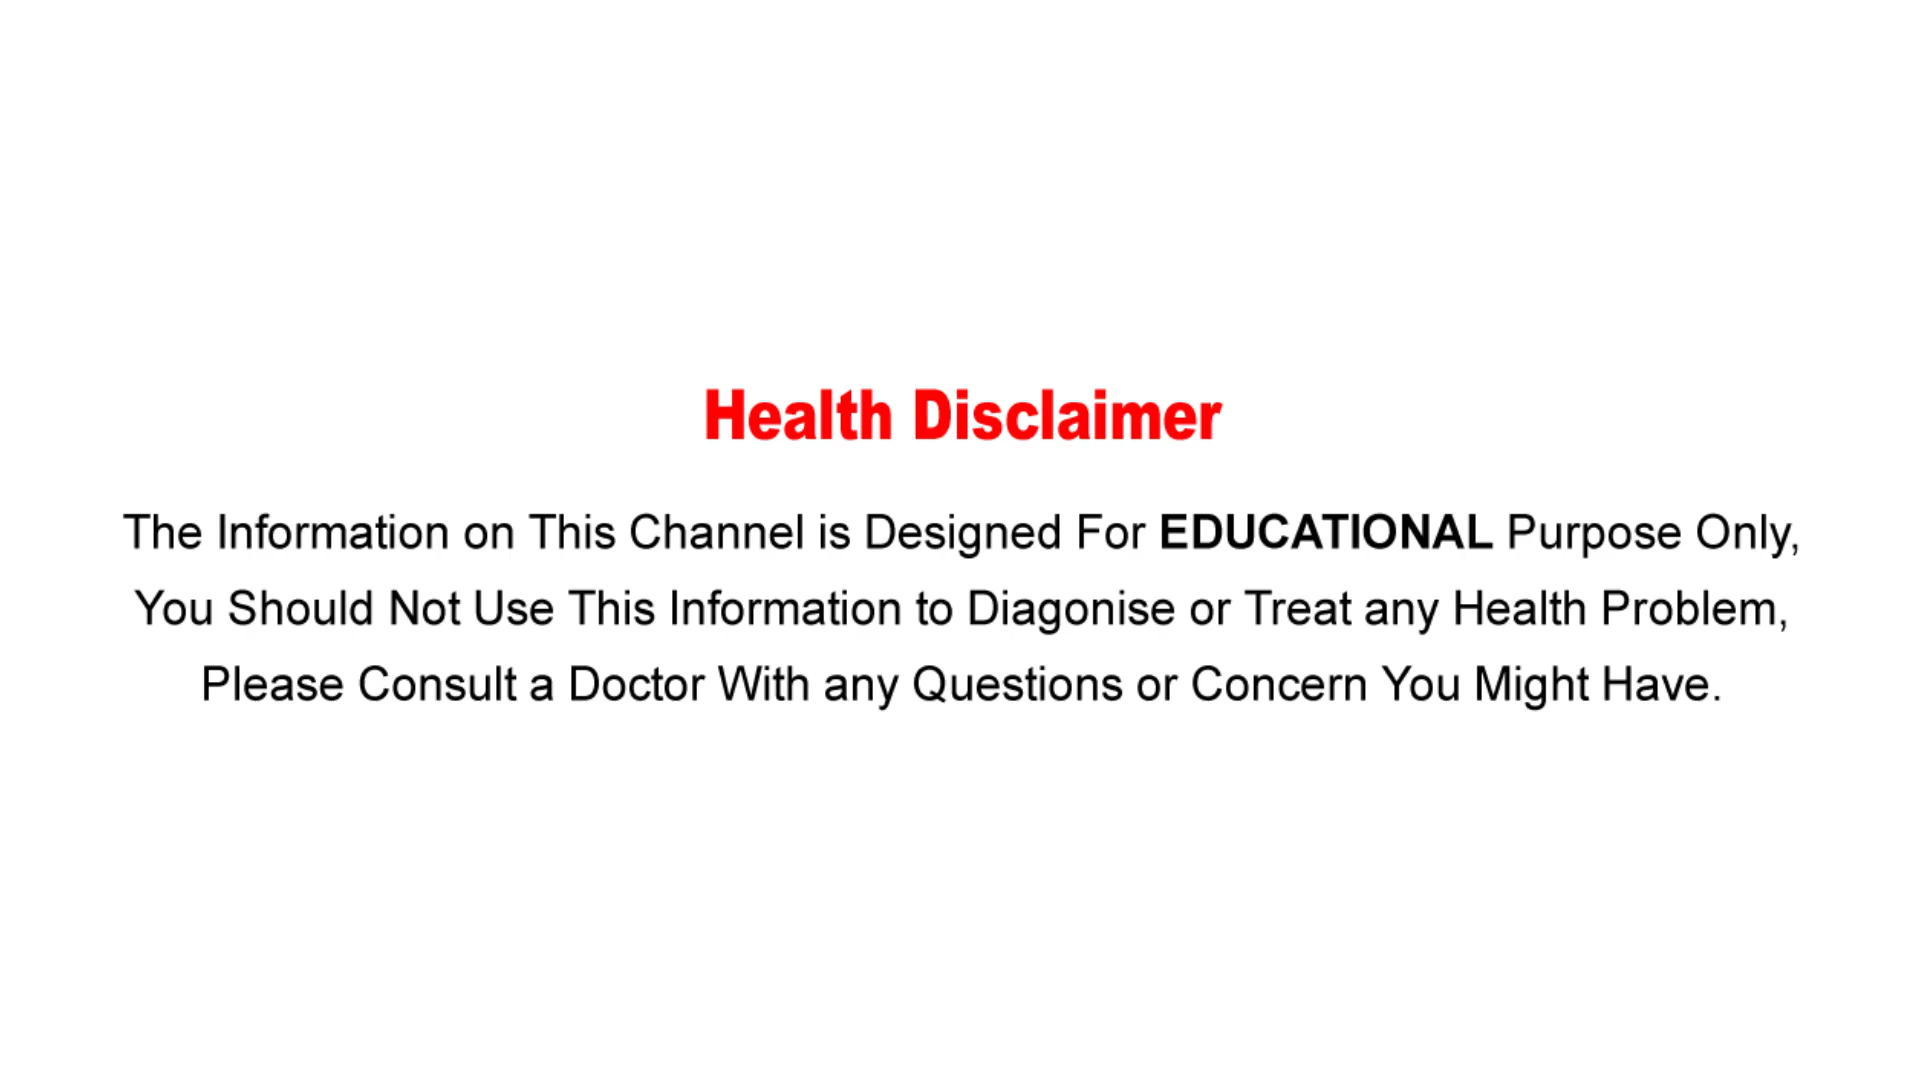 Health Disclaimer
The Information on This Channel is Designed For EDUCATIONAL Purpose Only,
You Should Not Use This Information to Diagonise or Treat any Health Problem,
Please Consult a Doctor With any Questions or Concern You Might Have.